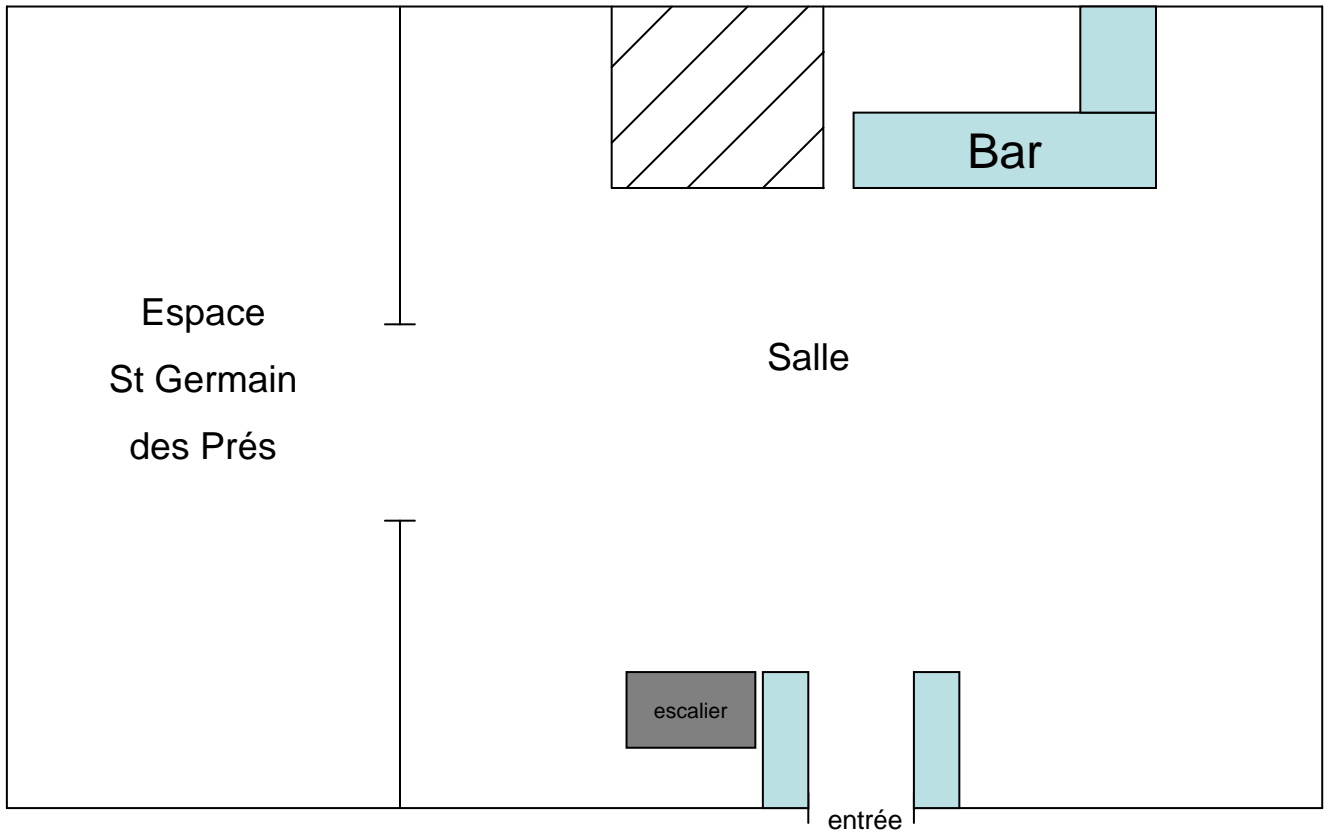 Bar
Espace
St Germain
des Prés
Salle
escalier
entrée